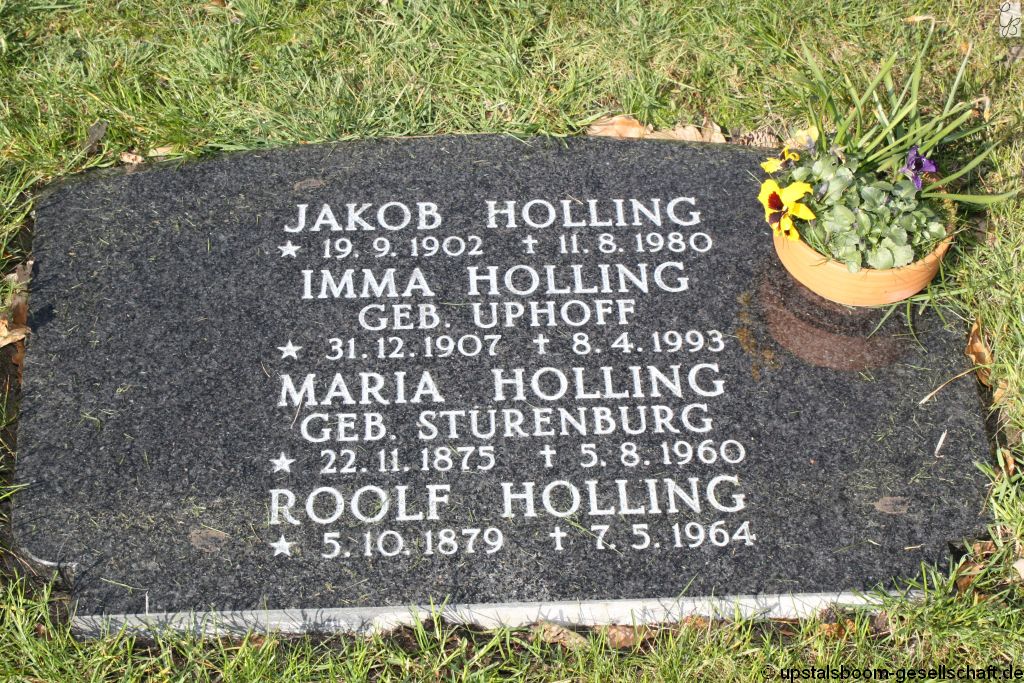 JAKOB HOLLING
★ 19.9.1902 † 11.8.1980
IMMA HOLLING
GEB. UPHOFF
★ 31.12.1907 † 8.4.1993
MARIA HOLLING
GEB. STÜRENBURG
★ 22.11.1875 † 5.8.1960
ROOLF HOLLING
★ 5.10.1879 † 7.5.1964
© upstalsboom-gesellschaft.de